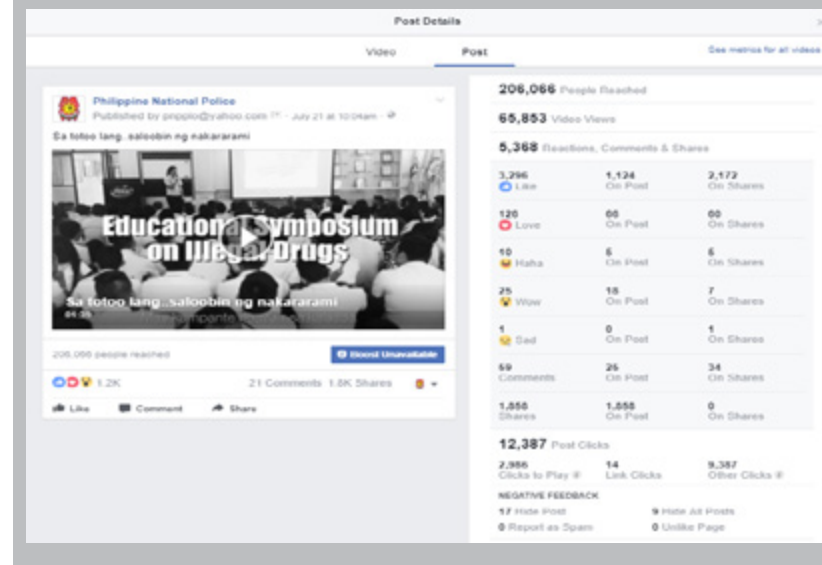 Post Details
Video Post See metrics for all videos
Philippine National Police
Published by · July 21 at 10:04am ·
Sa totoo lang..saloobin ng nakararami
Educational Symposium
on Illegal Drugs
Sa totoo lang..saloobin ng nakararami
04:35
206,066 people reached
Boost Unavailable
1.2K 21 Comments 1.8K Shares
Like Comment Share
206,066 People Reached
65,853 Video Views
5,368 Reactions, Comments & Shares
3,296 1,124 2,172
Like On Post On Shares
126 66 60
Love On Post On Shares
10 5 5
Haha On Post On Shares
25 18 7
Wow On Post On Shares
1 0 1
Sad On Post On Shares
59 25 34
Comments On Post On Shares
1,858 1,858 0
Shares On Post On Shares
12,387 Post Clicks
2,986 14 9,387
Clicks to Play Link Clicks Other Clicks
NEGATIVE FEEDBACK
17 Hide Post 9 Hide All Posts
0 Report as Spam 0 Unlike Page